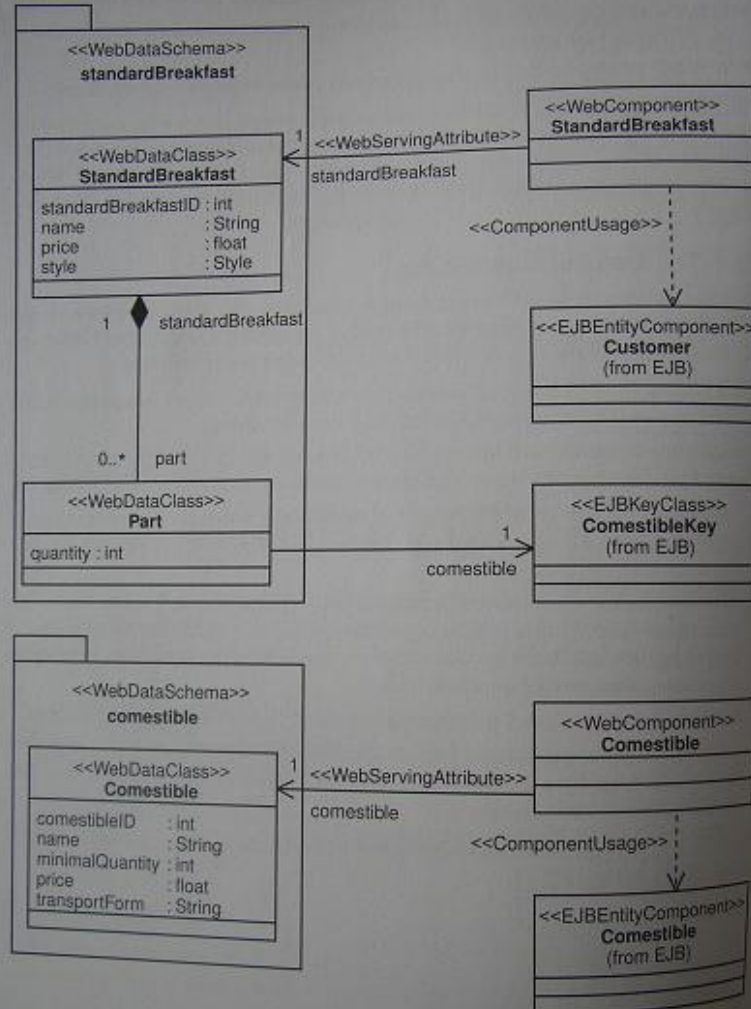 <<WebDataSchema>>
standardBreakfast
<<WebDataClass>>
StandardBreakfast
standardBreakfastID : int
name : String
price : float
style : Style
1
<<WebServingAttribute>>
standardBreakfast
<<WebComponent>>
StandardBreakfast
<<ComponentUsage>>
<<EJBEntityComponent>>
Customer
(from EJB)
1
standardBreakfast
0..*
part
<<WebDataClass>>
Part
quantity : int
1
comestible
<<EJBKeyClass>>
ComestibleKey
(from EJB)
<<WebDataSchema>>
comestible
<<WebDataClass>>
Comestible
comestibleID : int
name : String
minimalQuantity : int
price : float
transportForm : String
1
<<WebServingAttribute>>
comestible
<<WebComponent>>
Comestible
<<ComponentUsage>>
<<EJBEntityComponent>>
Comestible
(from EJB)